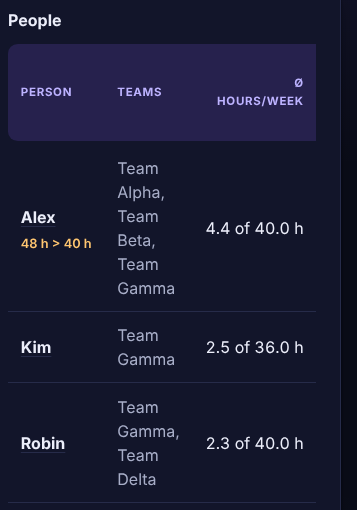 People
PERSON
TEAMS
Ø
HOURS/WEEK
Alex
48 h > 40 h
Team
Alpha,
Team
Beta,
Team
Gamma
4.4 of 40.0 h
Kim
Team
Gamma
2.5 of 36.0 h
Robin
Team
Gamma,
Team
Delta
2.3 of 40.0 h